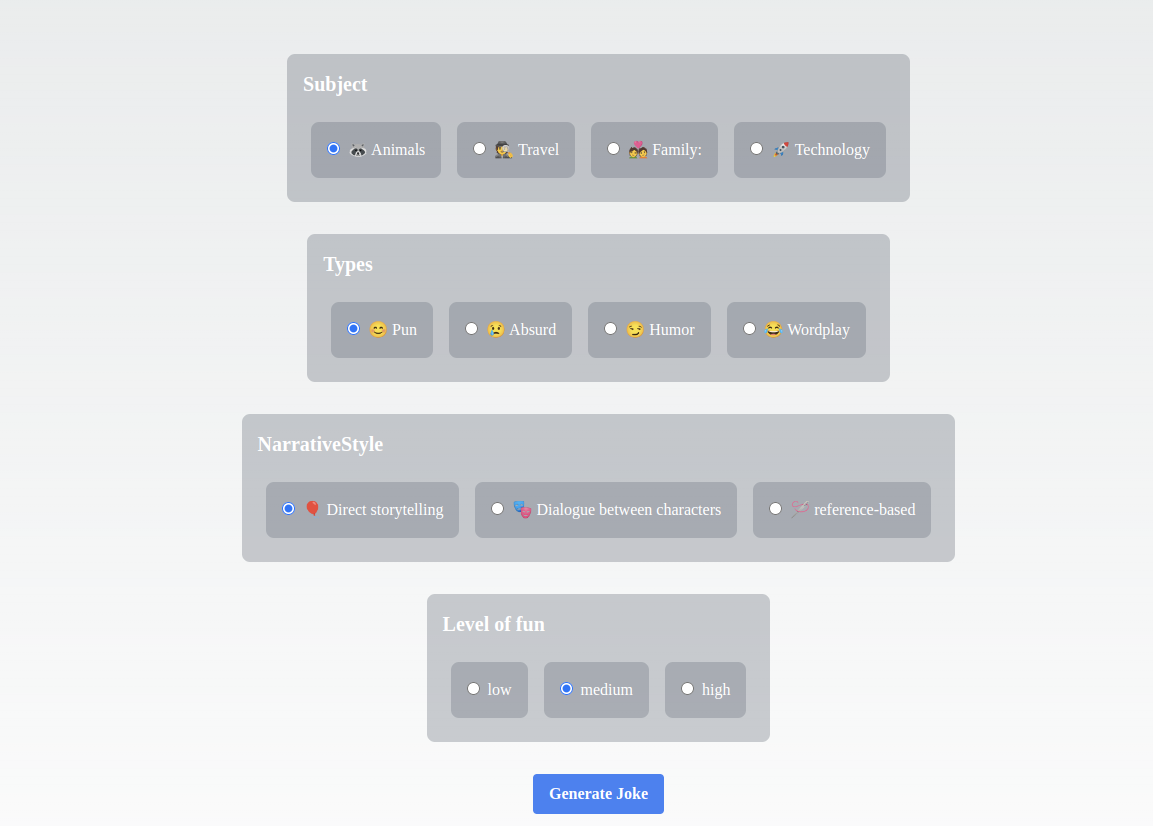 Subject
🦝 Animals 🕵️ Travel 💑 Family: 🚀 Technology
Types
😊 Pun 😢 Absurd 😏 Humor 😂 Wordplay
NarrativeStyle
🎈 Direct storytelling 🎭 Dialogue between characters reference-based
Level of fun
low medium high
Generate Joke